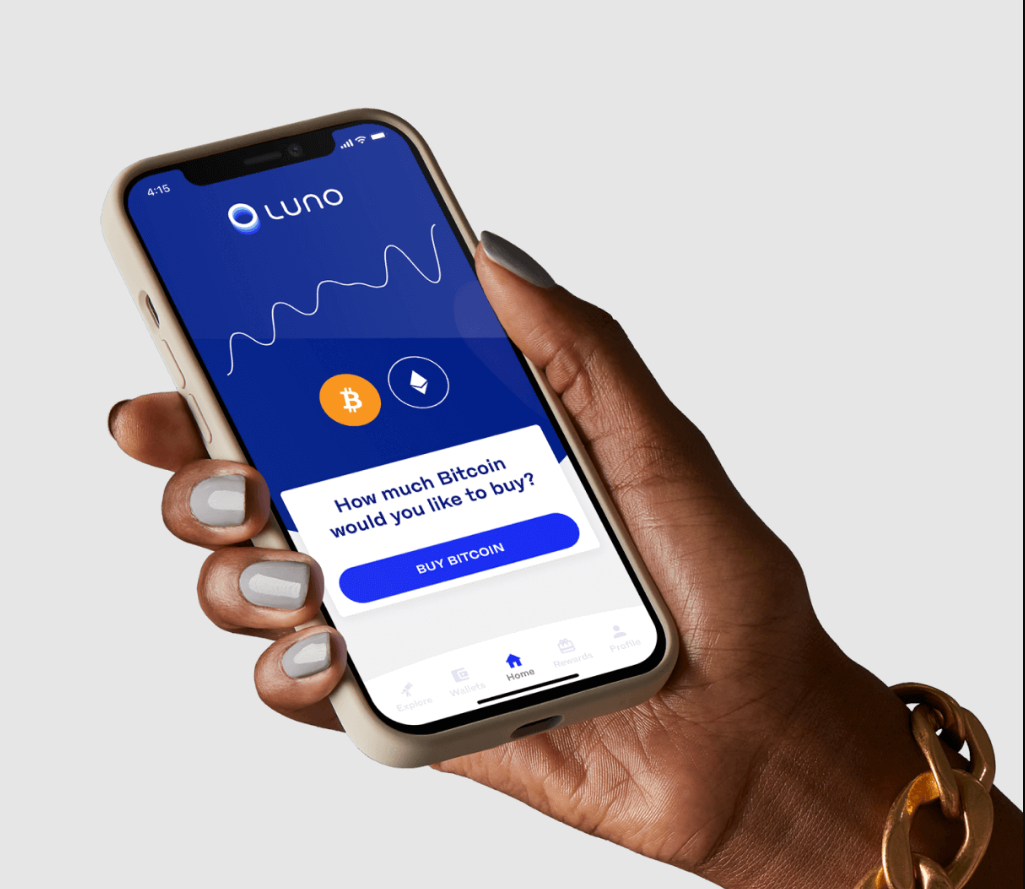 4:15
LUNO
How much Bitcoin
would you like to buy?
BUY BITCOIN
Explore
Wallets
Home
Rewards
Profile